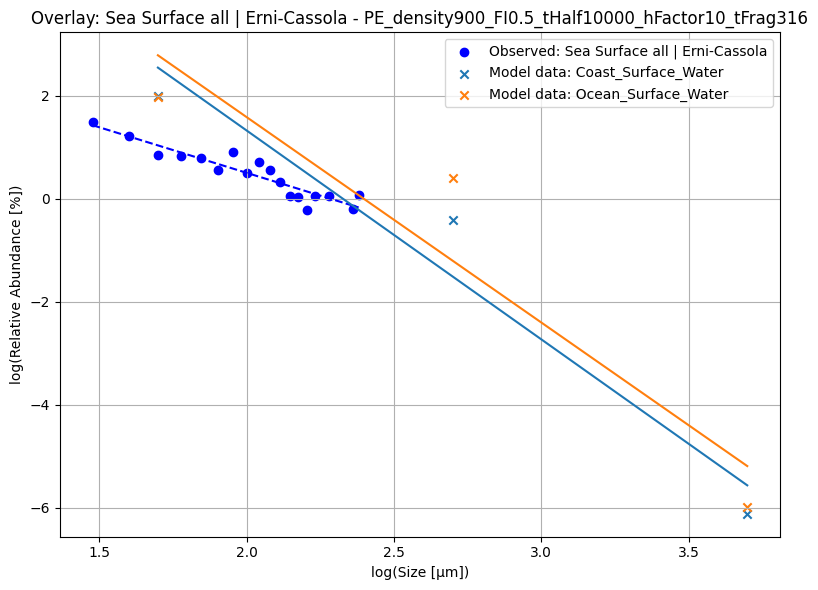 Overlay: Sea Surface all | Erni-Cassola - PE_density900_FI0.5_tHalf10000_hFactor10_tFrag316
Observed: Sea Surface all | Erni-Cassola
Model data: Coast_Surface_Water
Model data: Ocean_Surface_Water
log(Relative Abundance [%])
2
0
−2
−4
−6
1.5 2.0 2.5 3.0 3.5
log(Size [μm])